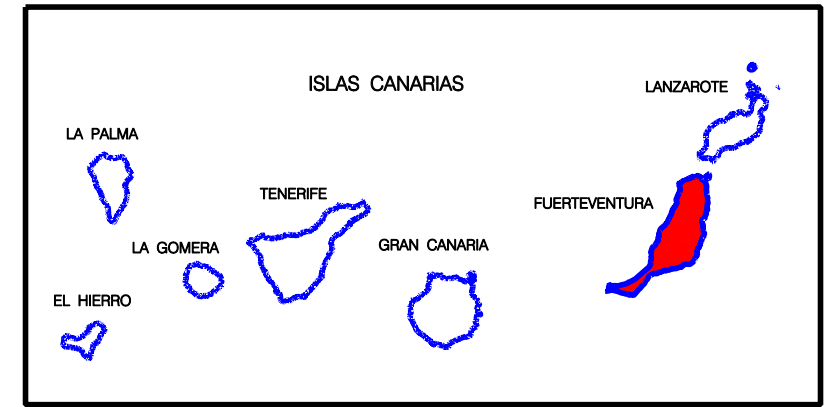 ISLAS CANARIAS
LANZAROTE
LA PALMA
TENERIFE
FUERTEVENTURA
LA GOMERA
GRAN CANARIA
EL HIERRO